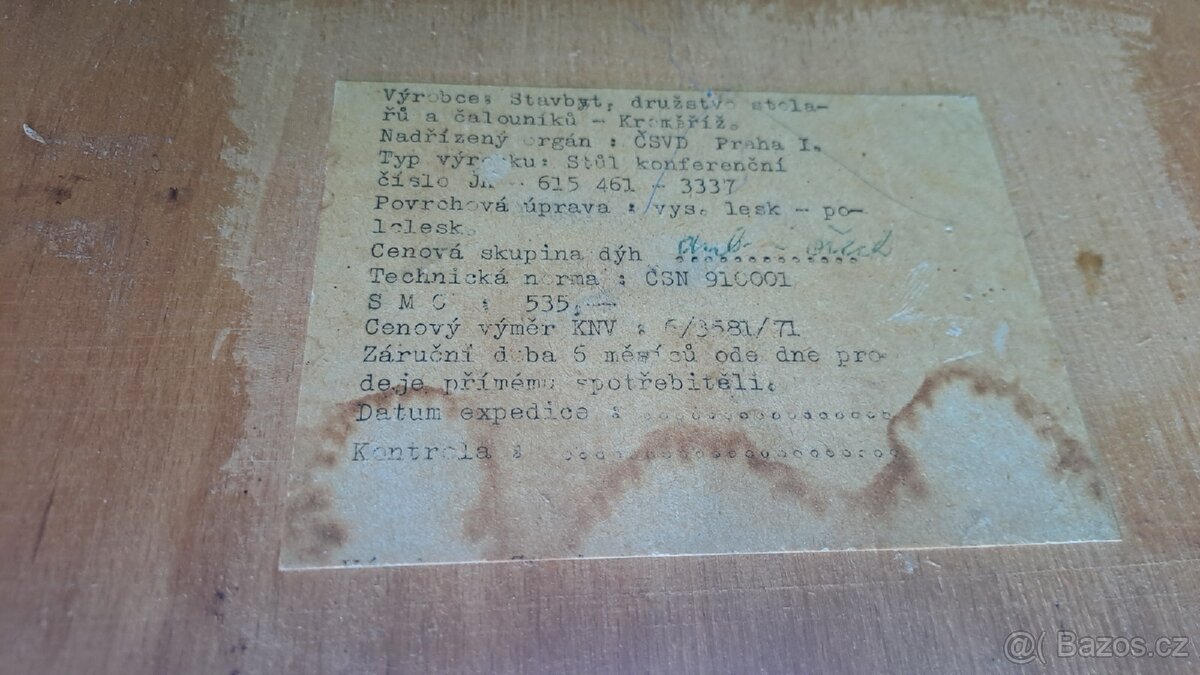 Výrobce: Stavbyt, družstvo stola-
řů a čalouníků - Kroměříž.
Nadřízený orgán : ČSVD Praha I.
Typ výrobku: Stůl konferenční
číslo 615 461 - 3337
Povrchová úprava : vys. lesk - po-
lolesk.
Cenová skupina dýh dub - ořech
Technická norma : ČSN 910001
S M C : 535,-
Cenový výměr KNV : 6/3581/71
Záruční doba 6 měsíců ode dne pro-
deje přímému spotřebiteli.
Datum expedice : ..................
Kontrola : ........................
@( Bazos.cz